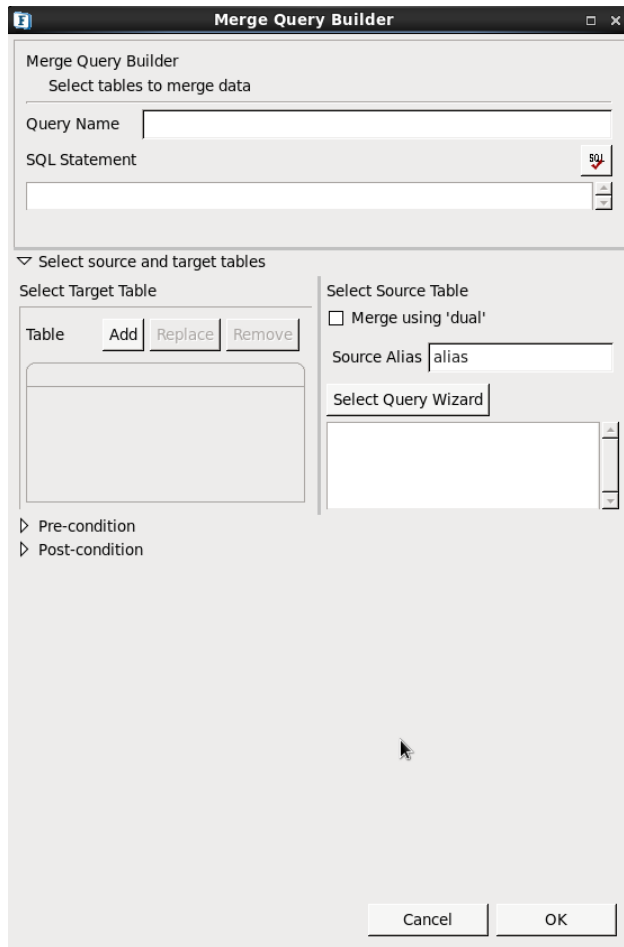 Merge Query Builder
Merge Query Builder
Select tables to merge data
Query Name
SQL Statement
SQL
Select source and target tables
Select Target Table
Table Add Replace Remove
Select Source Table
Merge using 'dual'
Source Alias alias
Select Query Wizard
Pre-condition
Post-condition
Cancel OK